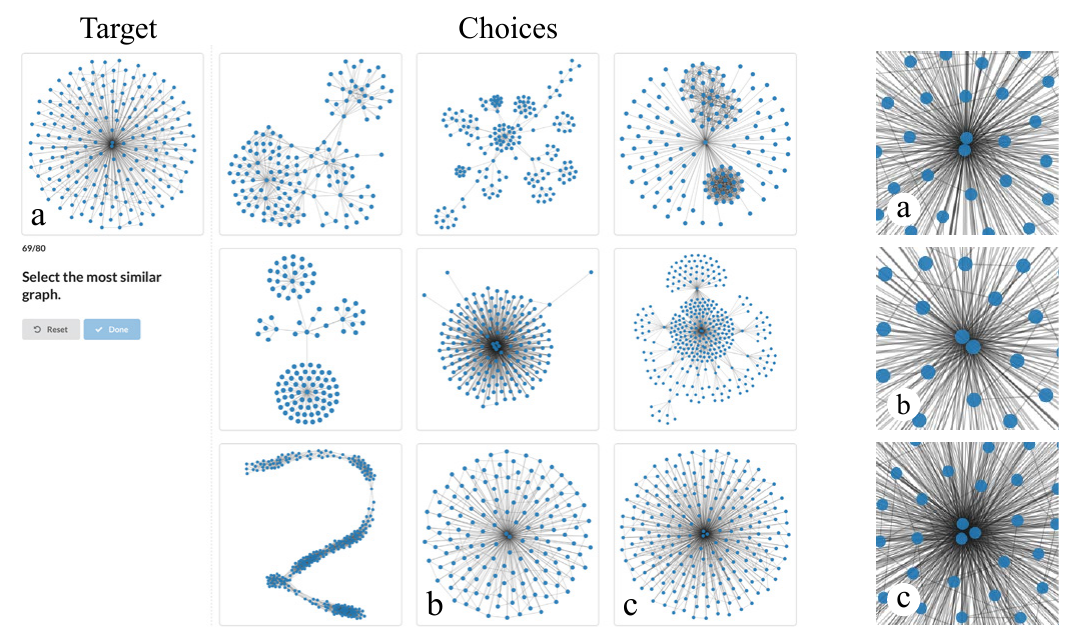 Target
Choices
a
69/80
Select the most similar
graph.
Reset
Done
b
c
a
b
c